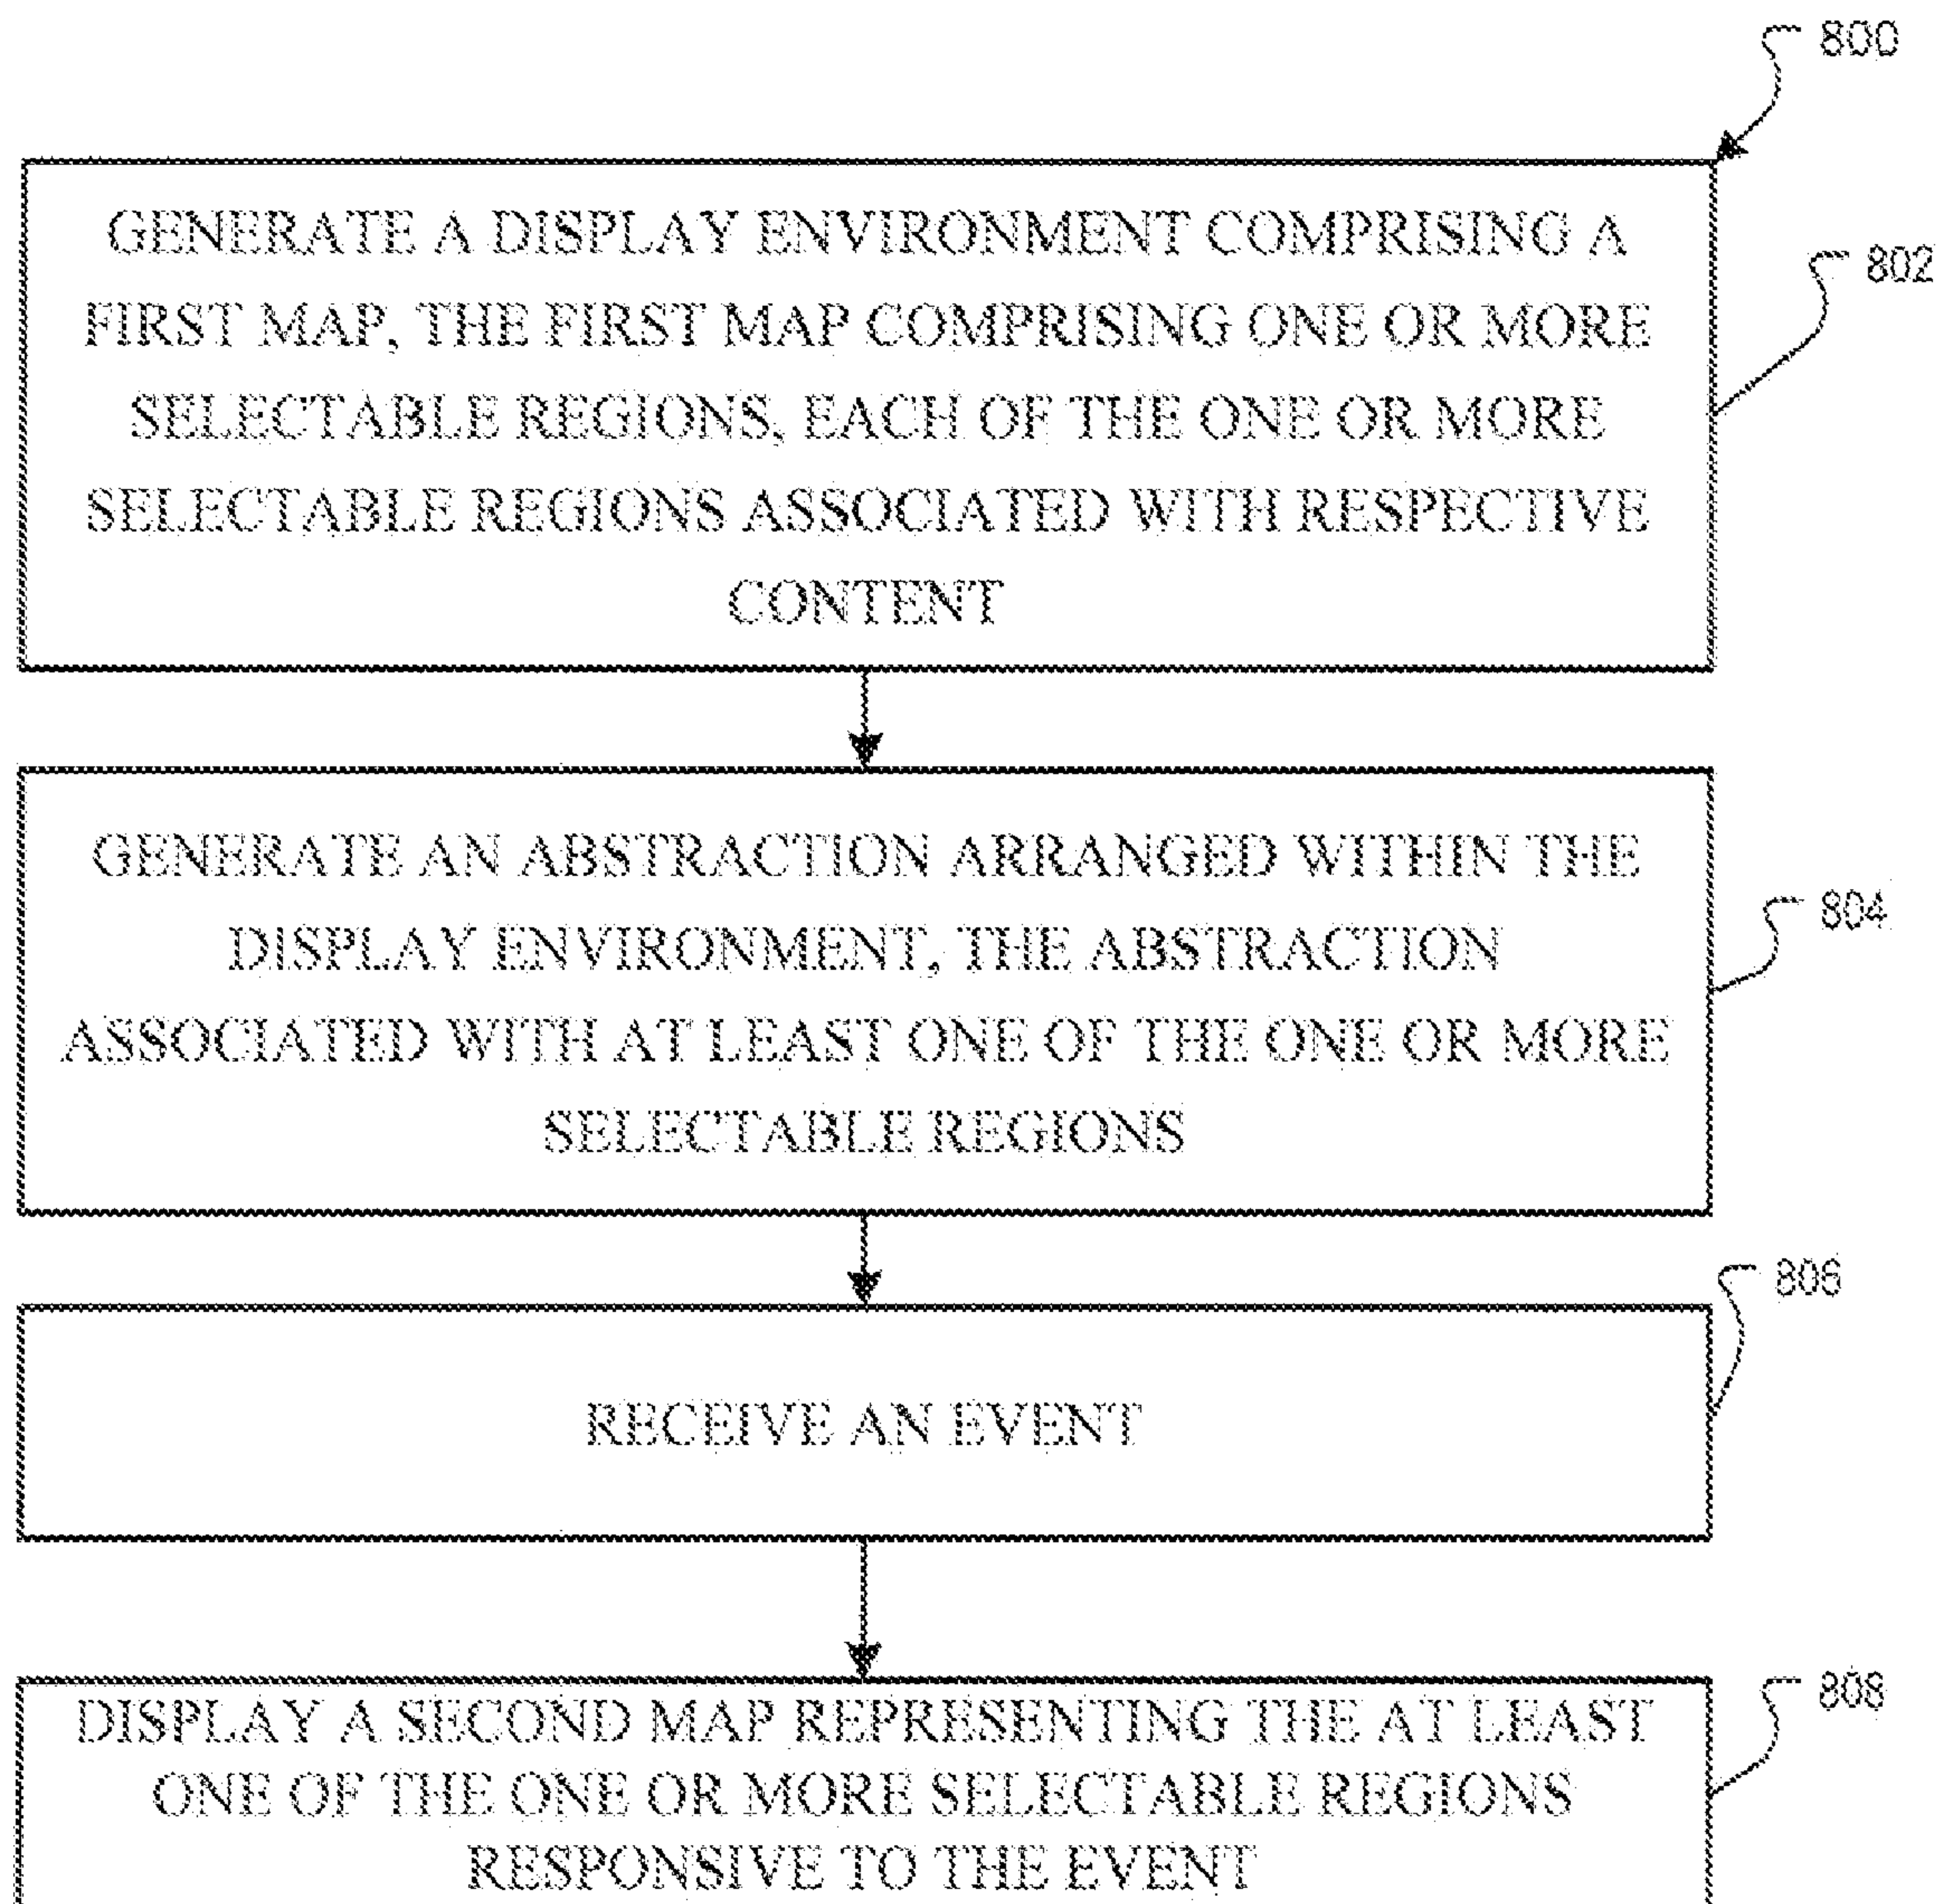 800
GENERATE A DISPLAY ENVIRONMENT COMPRISING A
FIRST MAP, THE FIRST MAP COMPRISING ONE OR MORE
SELECTABLE REGIONS, EACH OF THE ONE OR MORE
SELECTABLE REGIONS ASSOCIATED WITH RESPECTIVE
CONTENT
802
GENERATE AN ABSTRACTION ARRANGED WITHIN THE
DISPLAY ENVIRONMENT, THE ABSTRACTION
ASSOCIATED WITH AT LEAST ONE OF THE ONE OR MORE
SELECTABLE REGIONS
804
RECEIVE AN EVENT
806
DISPLAY A SECOND MAP REPRESENTING THE AT LEAST
ONE OF THE ONE OR MORE SELECTABLE REGIONS
RESPONSIVE TO THE EVENT
808